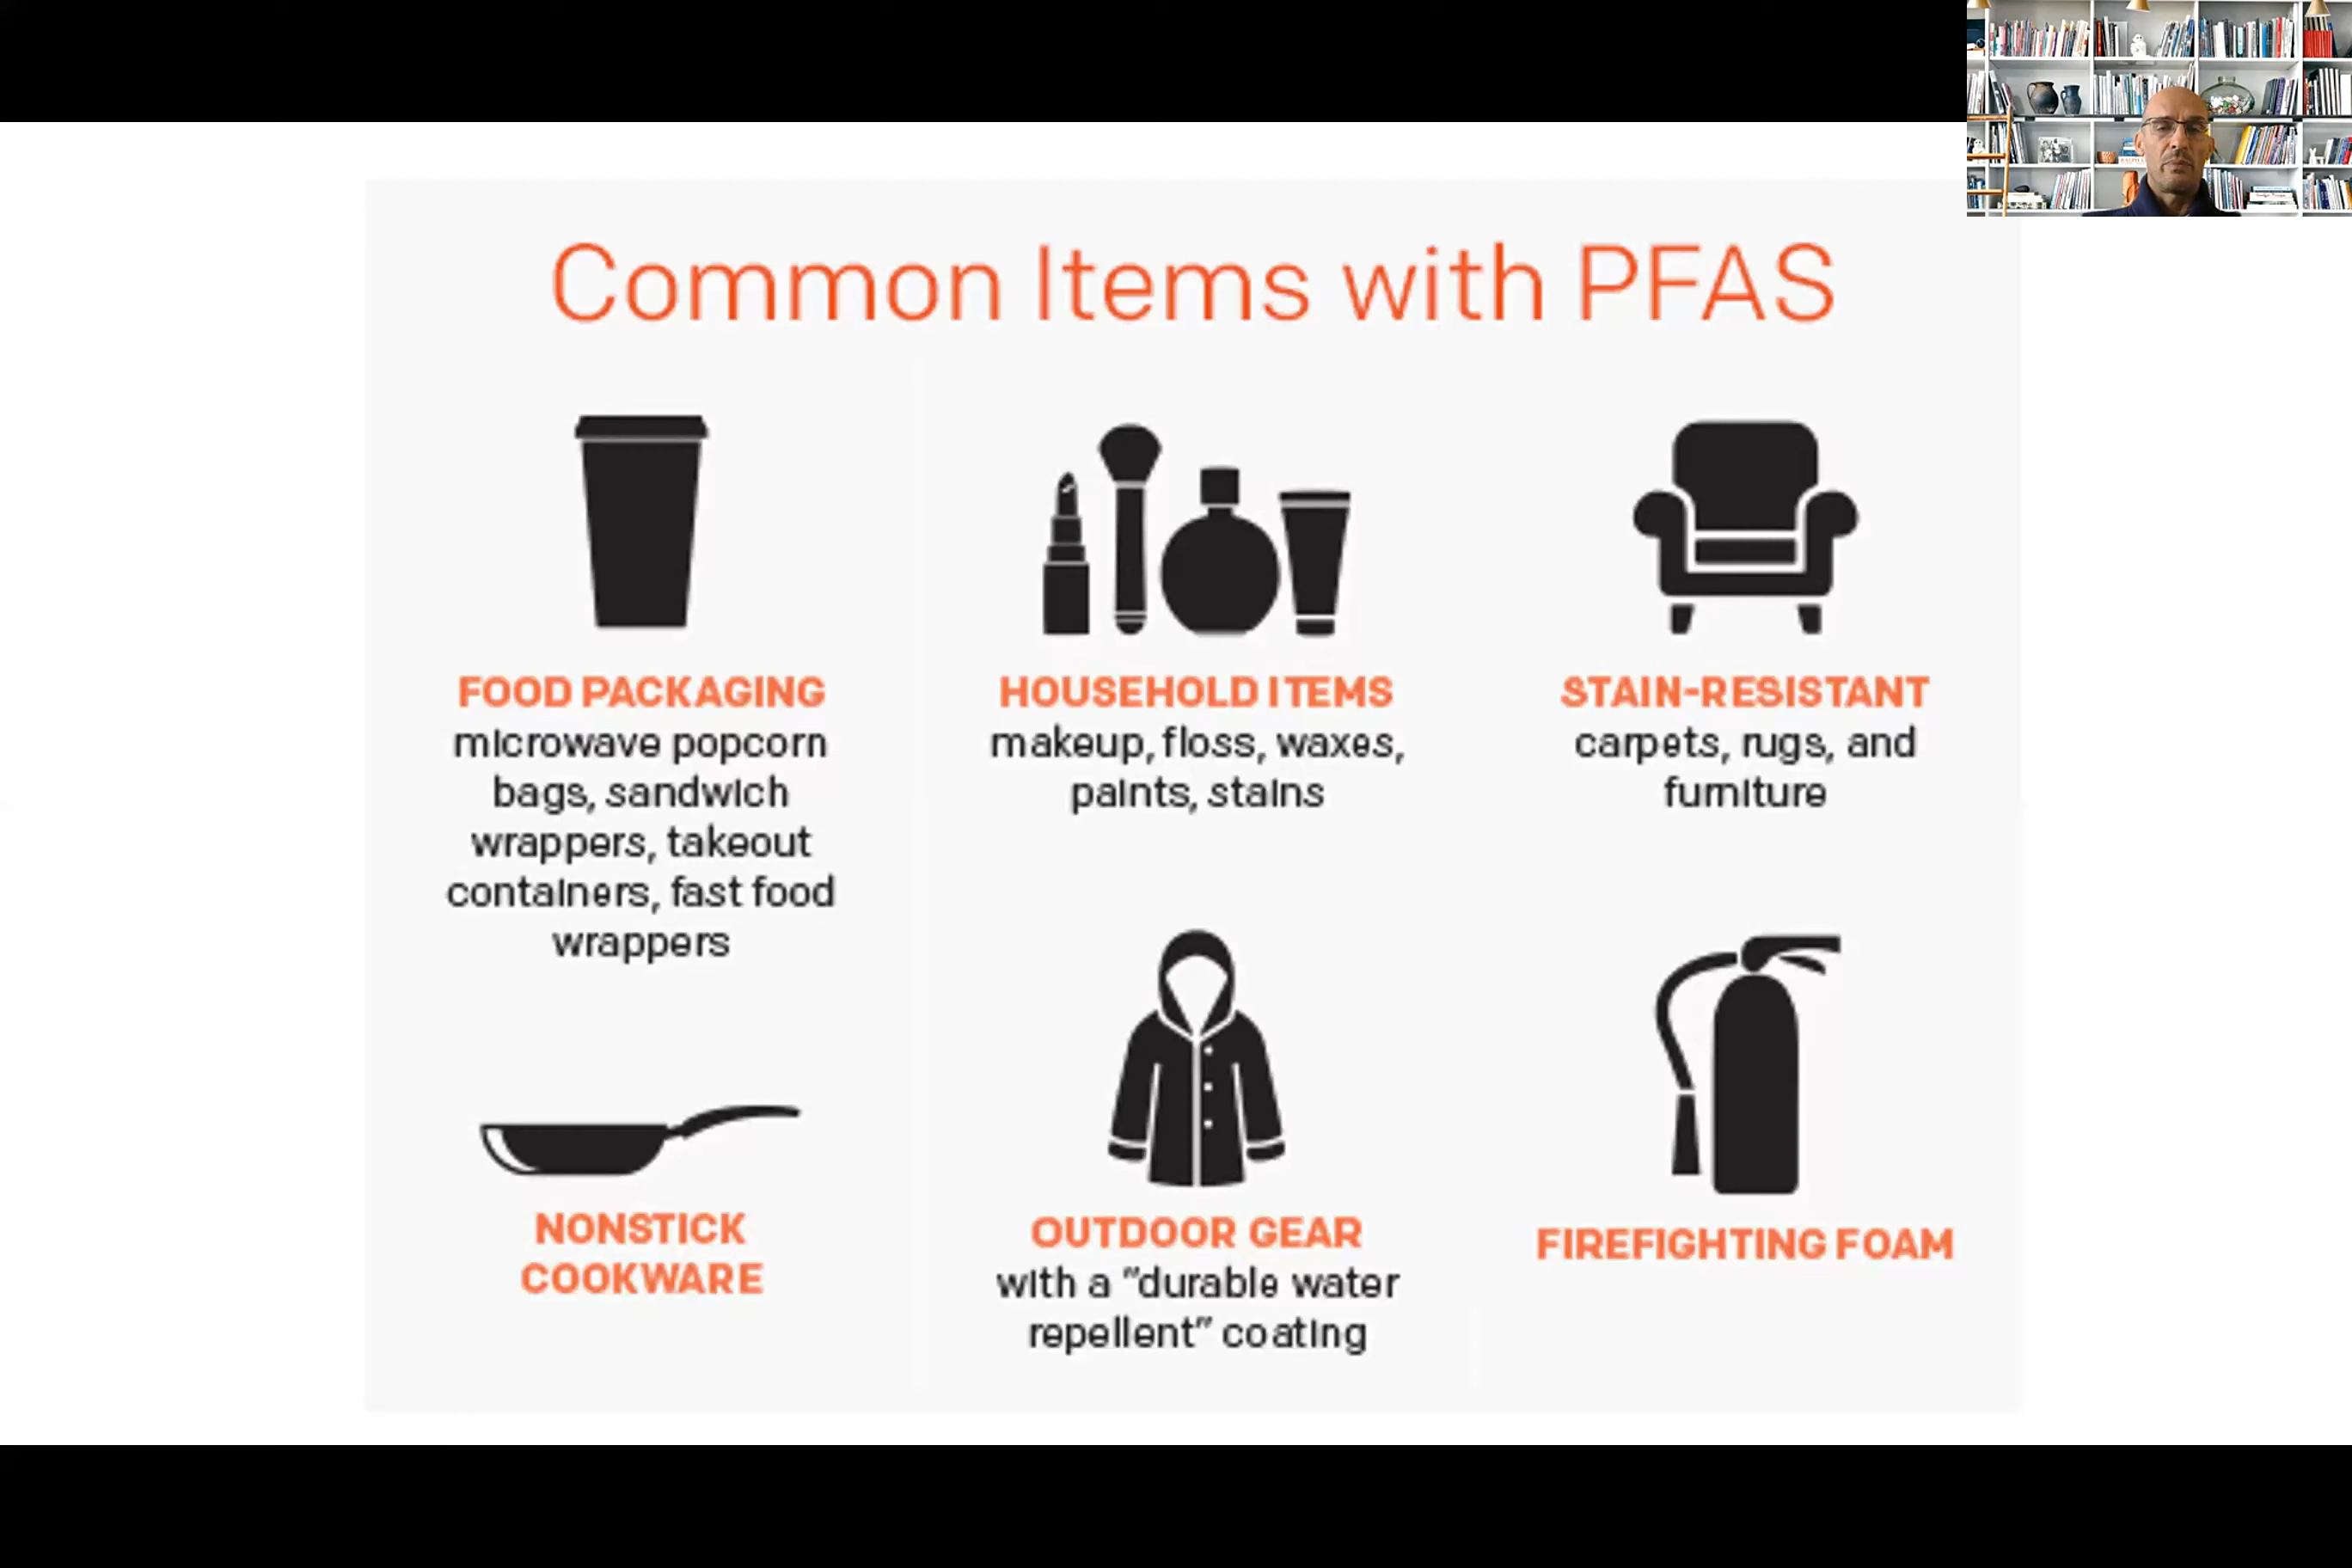 Common Items with PFAS
FOOD PACKAGING
microwave popcorn
bags, sandwich
wrappers, takeout
containers, fast food
wrappers
HOUSEHOLD ITEMS
makeup, floss, waxes,
paints, stains
STAIN-RESISTANT
carpets, rugs, and
furniture
NONSTICK
COOKWARE
OUTDOOR GEAR
with a "durable water
repellent" coating
FIREFIGHTING FOAM